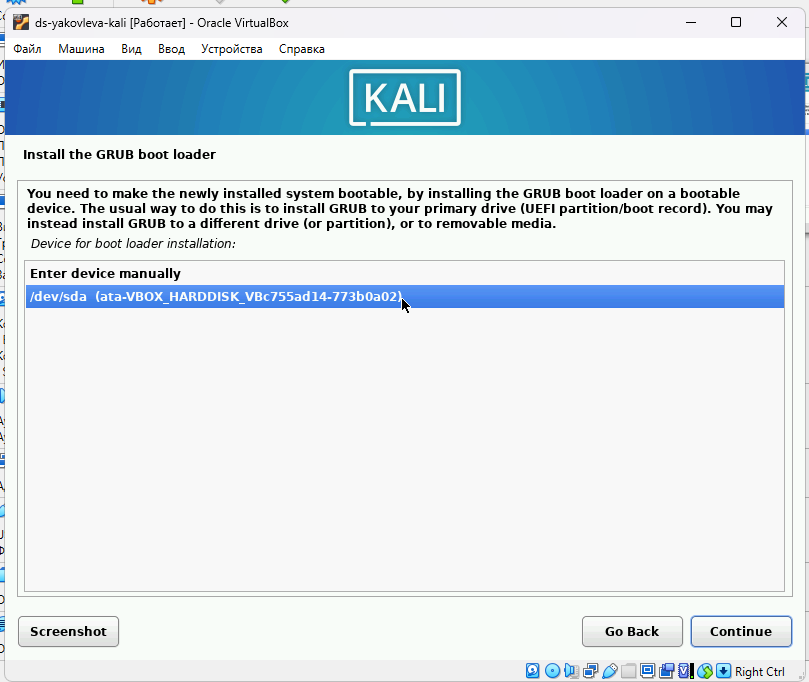 ds-yakovleva-kali [Работает] - Oracle VirtualBox
Файл Машина Вид Ввод Устройства Справка
KALI
Install the GRUB boot loader
You need to make the newly installed system bootable, by installing the GRUB boot loader on a bootable
device. The usual way to do this is to install GRUB to your primary drive (UEFI partition/boot record). You may
instead install GRUB to a different drive (or partition), or to removable media.
Device for boot loader installation:
Enter device manually
/dev/sda (ata-VBOX_HARDDISK_VBc755ad14-773b0a02)
Screenshot
Go Back
Continue
Right Ctrl